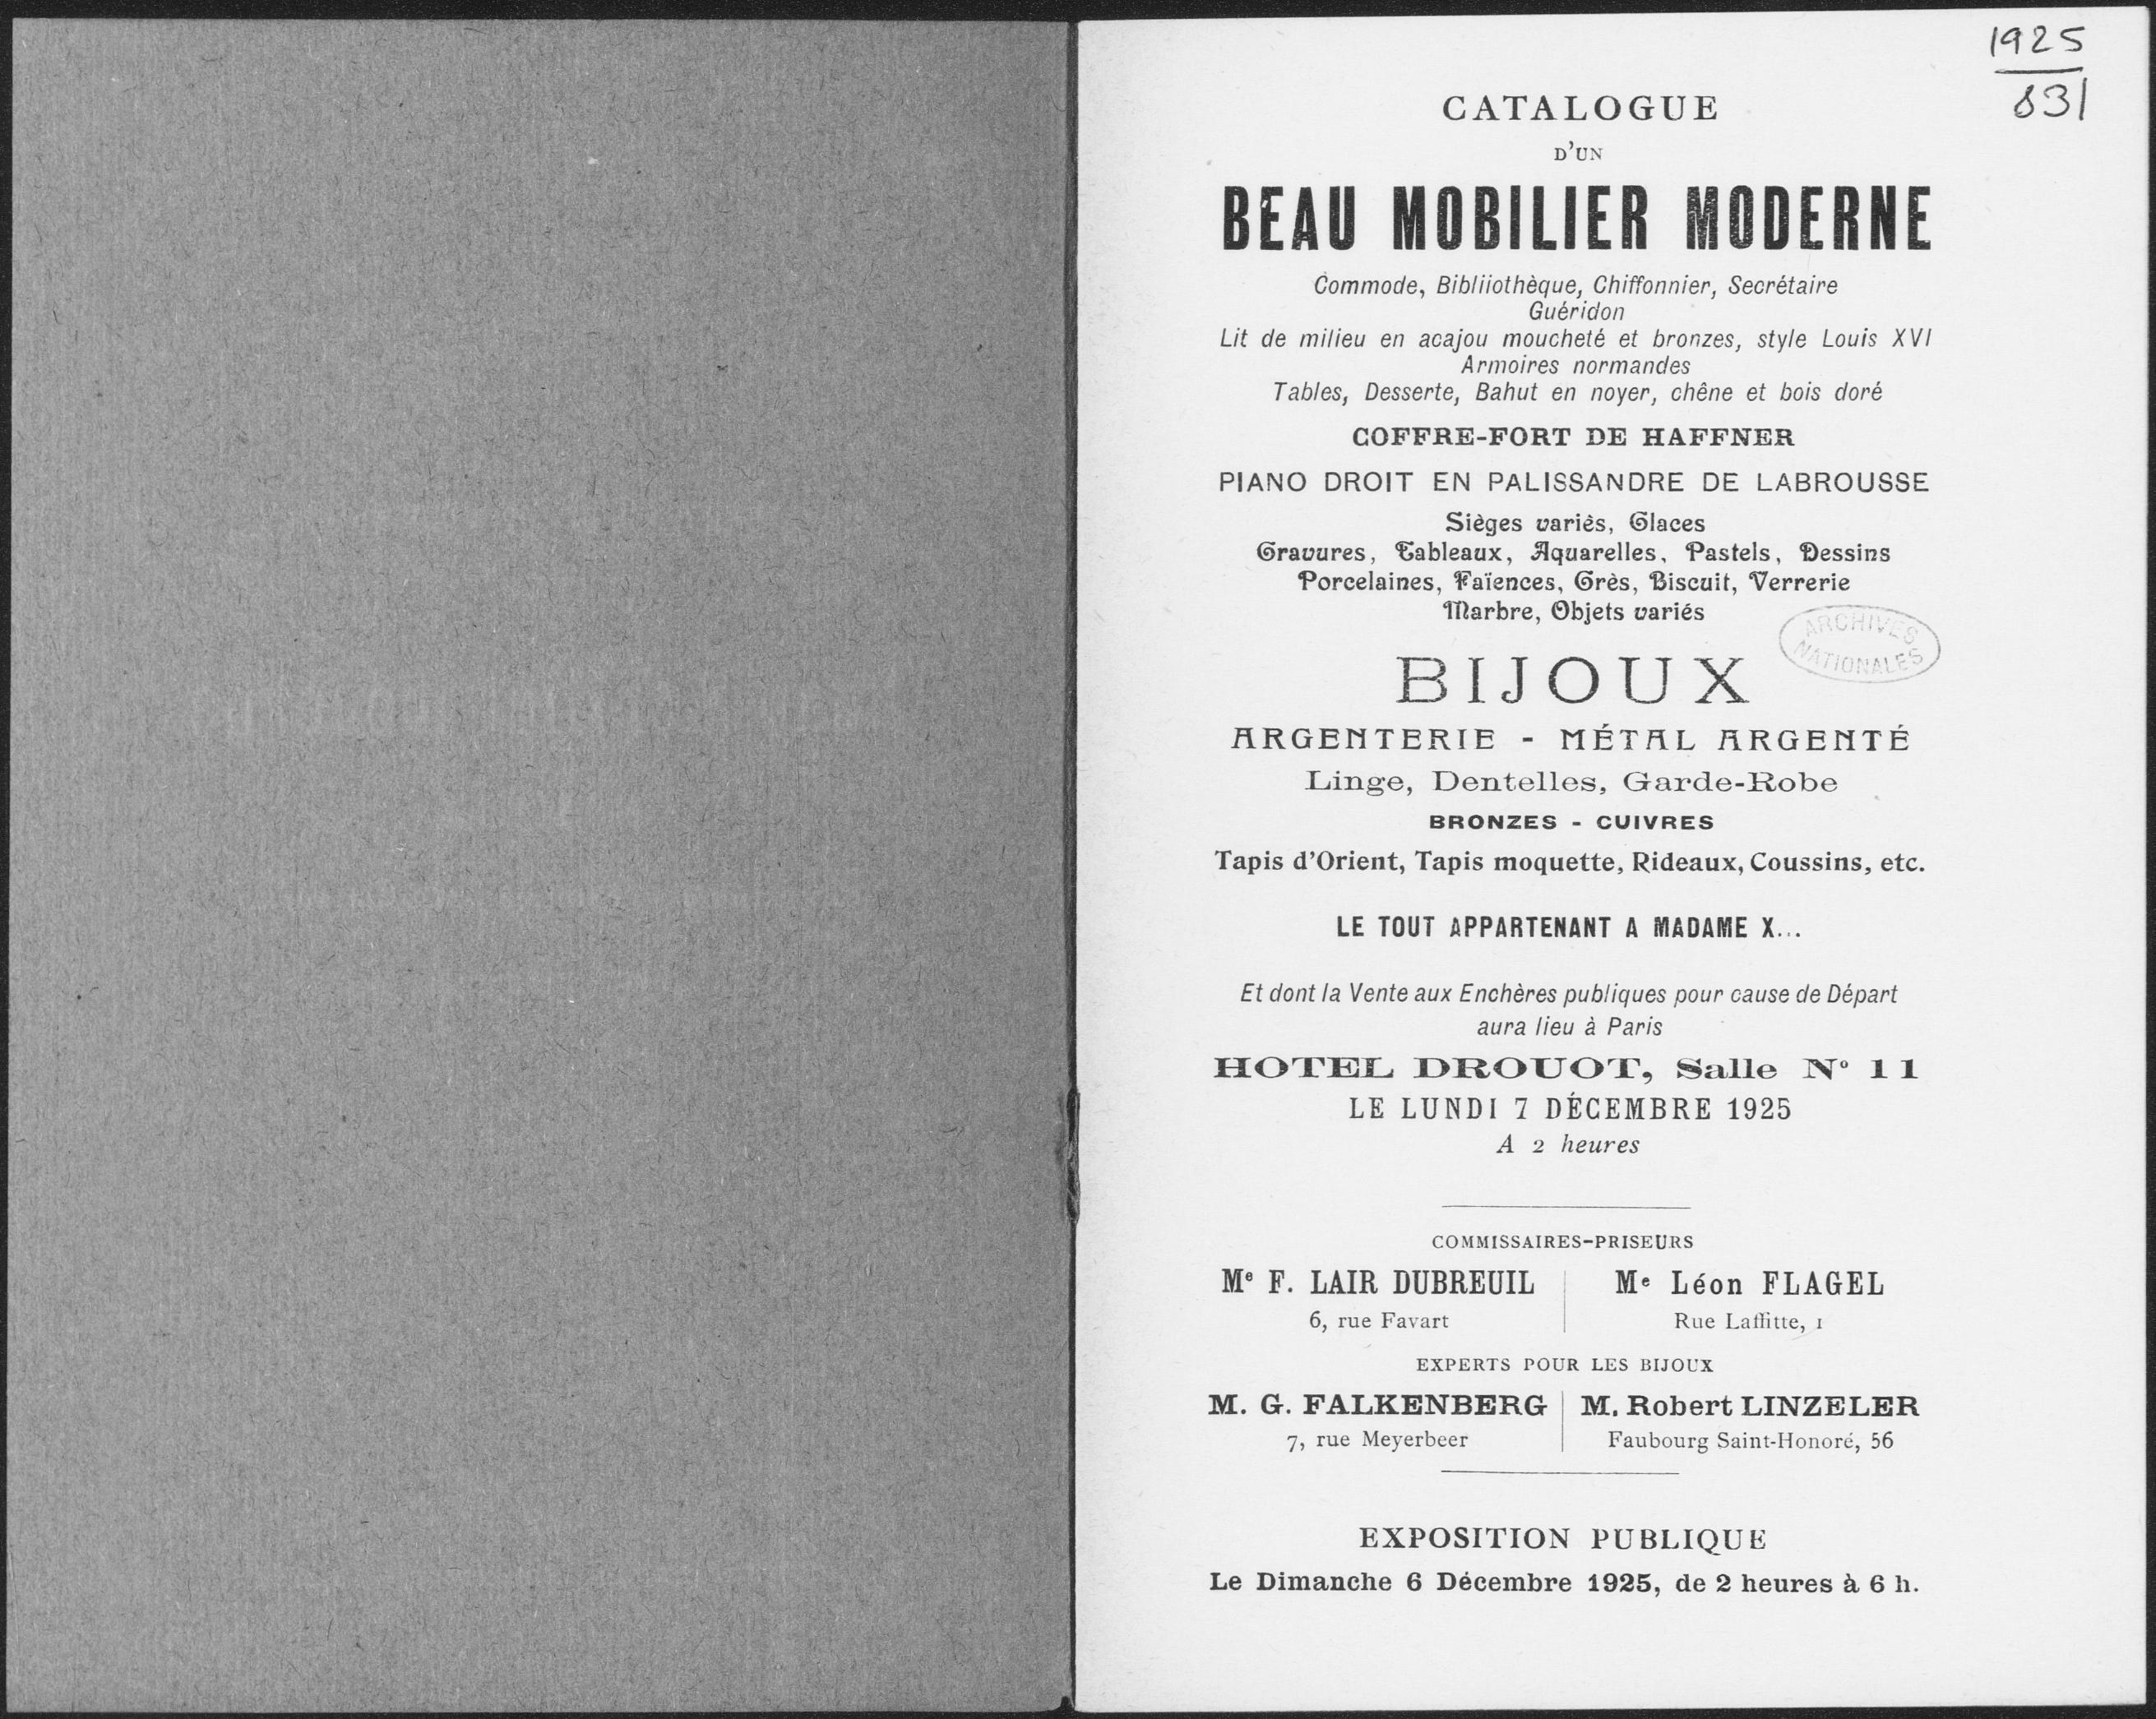 1925
831
CATALOGUE
D'UN
BEAU MOBILIER MODERNE
Commode, Bibliiothèque, Chiffonnier, Secrétaire
Guéridon
Lit de milieu en acajou moucheté et bronzes, style Louis XVI
Armoires normandes
Tables, Desserte, Bahut en noyer, chêne et bois doré
COFFRE-FORT DE HAFFNER
PIANO DROIT EN PALISSANDRE DE LABROUSSE
Sièges variès, Glaces
Gravures, Tableaux, Aquarelles, Pastels, Dessins
Porcelaines, Faïences, Grès, Biscuit, Verrerie
Marbre, Objets variés
ARCHIVES
NATIONALES
BIJOUX
ARGENTERIE - MÉTAL ARGENTÉ
Linge, Dentelles, Garde-Robe
BRONZES - CUIVRES
Tapis d'Orient, Tapis moquette, Rideaux, Coussins, etc.
LE TOUT APPARTENANT A MADAME X...
Et dont la Vente aux Enchères publiques pour cause de Départ
aura lieu à Paris
HOTEL DROUOT, Salle Nº 11
LE LUNDI 7 DÉCEMBRE 1925
A 2 heures
COMMISSAIRES-PRISEURS
Mᵉ F. LAIR DUBREUIL
6, rue Favart
Mᵉ Léon FLAGEL
Rue Laffitte, 1
EXPERTS POUR LES BIJOUX
M. G. FALKENBERG
7, rue Meyerbeer
M. Robert LINZELER
Faubourg Saint-Honoré, 56
EXPOSITION PUBLIQUE
Le Dimanche 6 Décembre 1925, de 2 heures à 6 h.